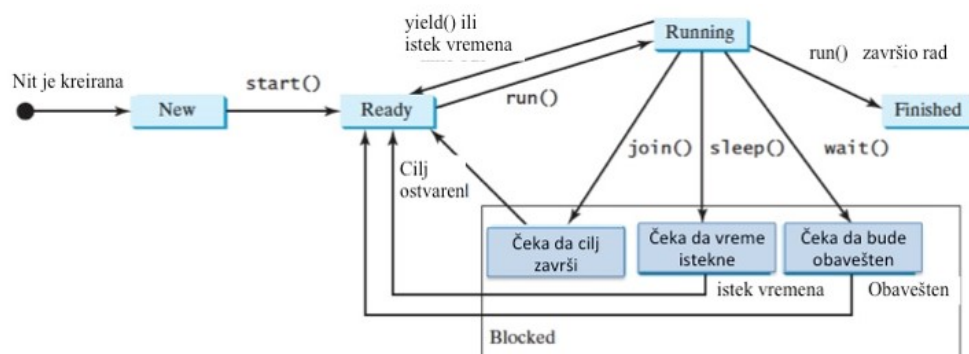 yield() ili
istek vremena
Running
run() završio rad
Nit je kreirana
start()
New
Ready
run()
Finished
join()
sleep()
wait()
Cilj
ostvaren
Čeka da cilj
završi
Čeka da vreme
istekne
Čeka da bude
obavešten
istek vremena
Obavešten
Blocked